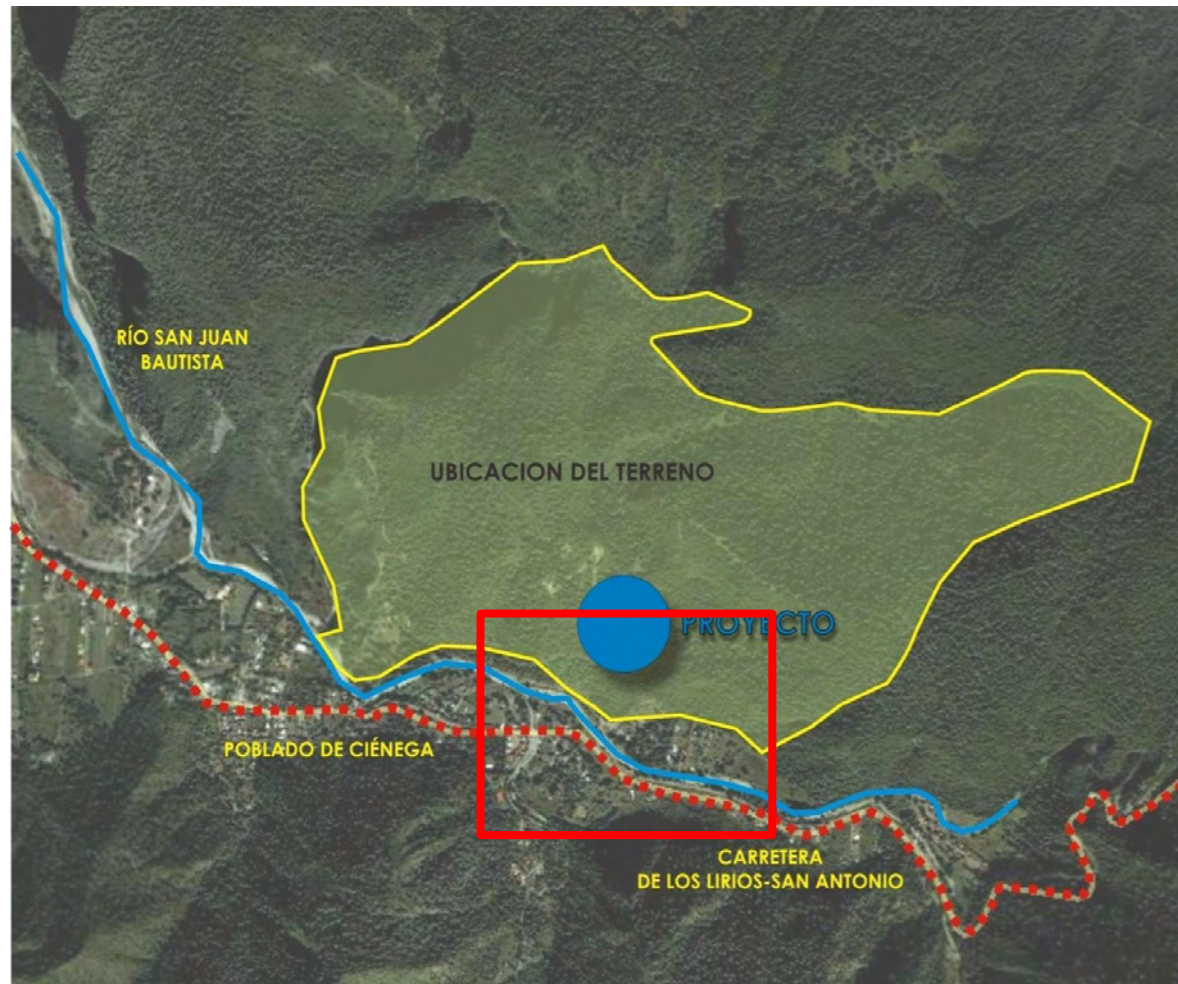 RÍO SAN JUAN
BAUTISTA
UBICACION DEL TERRENO
PROYECTO
POBLADO DE CIÉNEGA
CARRETERA
DE LOS LIRIOS-SAN ANTONIO